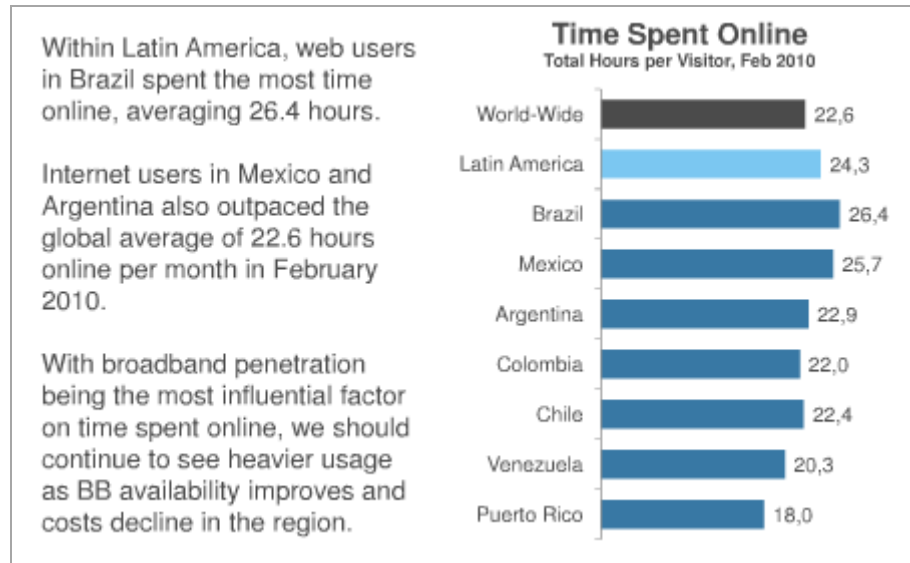 Within Latin America, web users
in Brazil spent the most time
online, averaging 26.4 hours.
Internet users in Mexico and
Argentina also outpaced the
global average of 22.6 hours
online per month in February
2010.
With broadband penetration
being the most influential factor
on time spent online, we should
continue to see heavier usage
as BB availability improves and
costs decline in the region.
Time Spent Online
Total Hours per Visitor, Feb 2010
World-Wide 22,6
Latin America 24,3
Brazil 26,4
Mexico 25,7
Argentina 22,9
Colombia 22,0
Chile 22,4
Venezuela 20,3
Puerto Rico 18,0